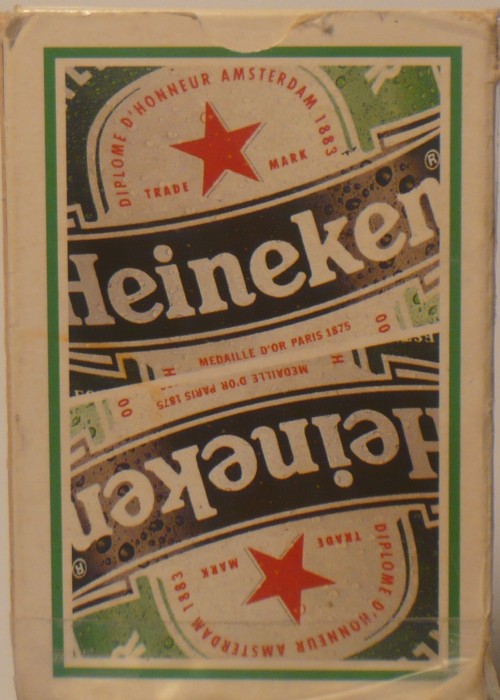 DIPLOME D'HONNEUR AMSTERDAM 1883
TRADE MARK
Heineken®
MEDAILLE D'OR PARIS 1875
MEDAILLE D'OR PARIS 1875
Heineken®
TRADE MARK
DIPLOME D'HONNEUR AMSTERDAM 1883